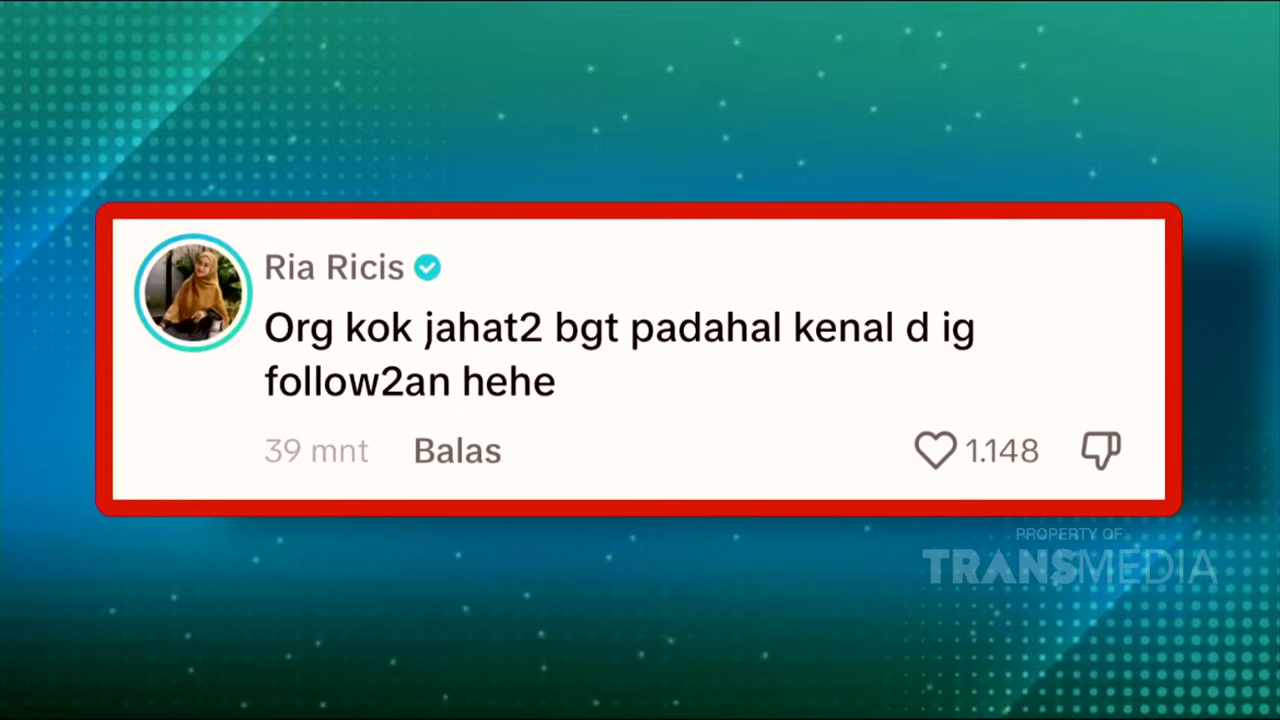 Ria Ricis
Org kok jahat2 bgt padahal kenal d ig
follow2an hehe
39 mnt Balas 1.148
PROPERTY OF
TRANSMEDIA